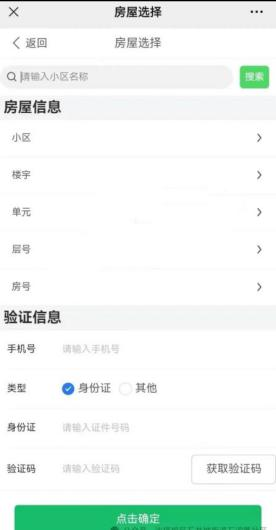 房屋选择
返回
房屋选择
请输入小区名称
搜索
房屋信息
小区
楼宇
单元
层号
房号
验证信息
手机号
请输入手机号
类型
身份证
其他
身份证
请输入证件号码
验证码
请输入验证码
获取验证码
点击确定